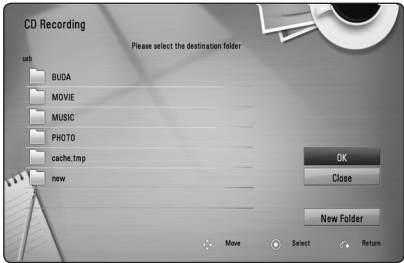 CD Recording
Please select the destination folder
usb
BUDA
MOVIE
MUSIC
PHOTO
cache.tmp
new
OK
Close
New Folder
Move Select Return